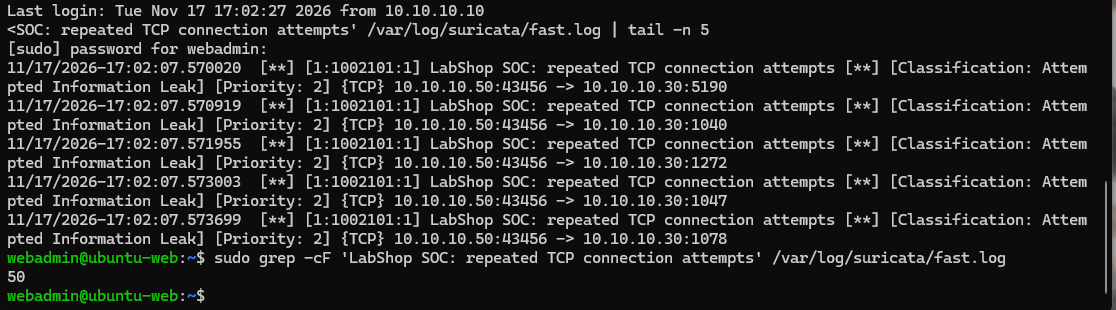 Last login: Tue Nov 17 17:02:27 2026 from 10.10.10.10
<SOC: repeated TCP connection attempts' /var/log/suricata/fast.log | tail -n 5
[sudo] password for webadmin:
11/17/2026-17:02:07.570020  [**] [1:1002101:1] LabShop SOC: repeated TCP connection attempts [**] [Classification: Attem
pted Information Leak] [Priority: 2] {TCP} 10.10.10.50:43456 -> 10.10.10.30:5190
11/17/2026-17:02:07.570919  [**] [1:1002101:1] LabShop SOC: repeated TCP connection attempts [**] [Classification: Attem
pted Information Leak] [Priority: 2] {TCP} 10.10.10.50:43456 -> 10.10.10.30:1040
11/17/2026-17:02:07.571955  [**] [1:1002101:1] LabShop SOC: repeated TCP connection attempts [**] [Classification: Attem
pted Information Leak] [Priority: 2] {TCP} 10.10.10.50:43456 -> 10.10.10.30:1272
11/17/2026-17:02:07.573003  [**] [1:1002101:1] LabShop SOC: repeated TCP connection attempts [**] [Classification: Attem
pted Information Leak] [Priority: 2] {TCP} 10.10.10.50:43456 -> 10.10.10.30:1047
11/17/2026-17:02:07.573699  [**] [1:1002101:1] LabShop SOC: repeated TCP connection attempts [**] [Classification: Attem
pted Information Leak] [Priority: 2] {TCP} 10.10.10.50:43456 -> 10.10.10.30:1078
webadmin@ubuntu-web:~$ sudo grep -cF 'LabShop SOC: repeated TCP connection attempts' /var/log/suricata/fast.log
50
webadmin@ubuntu-web:~$